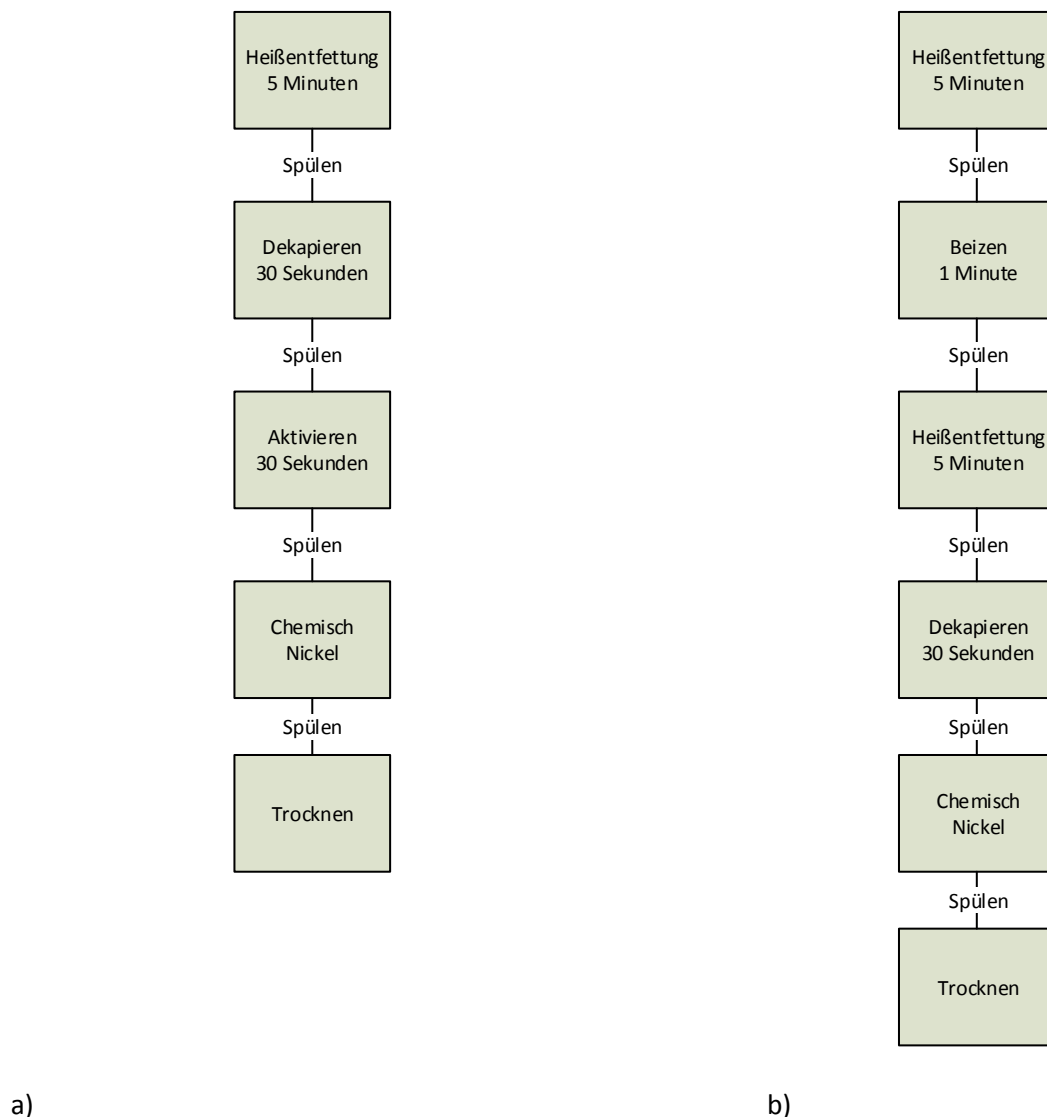 Heißentfettung
5 Minuten
Spülen
Dekapieren
30 Sekunden
Spülen
Aktivieren
30 Sekunden
Spülen
Chemisch
Nickel
Spülen
Trocknen
a)
Heißentfettung
5 Minuten
Spülen
Beizen
1 Minute
Spülen
Heißentfettung
5 Minuten
Spülen
Dekapieren
30 Sekunden
Spülen
Chemisch
Nickel
Spülen
Trocknen
b)